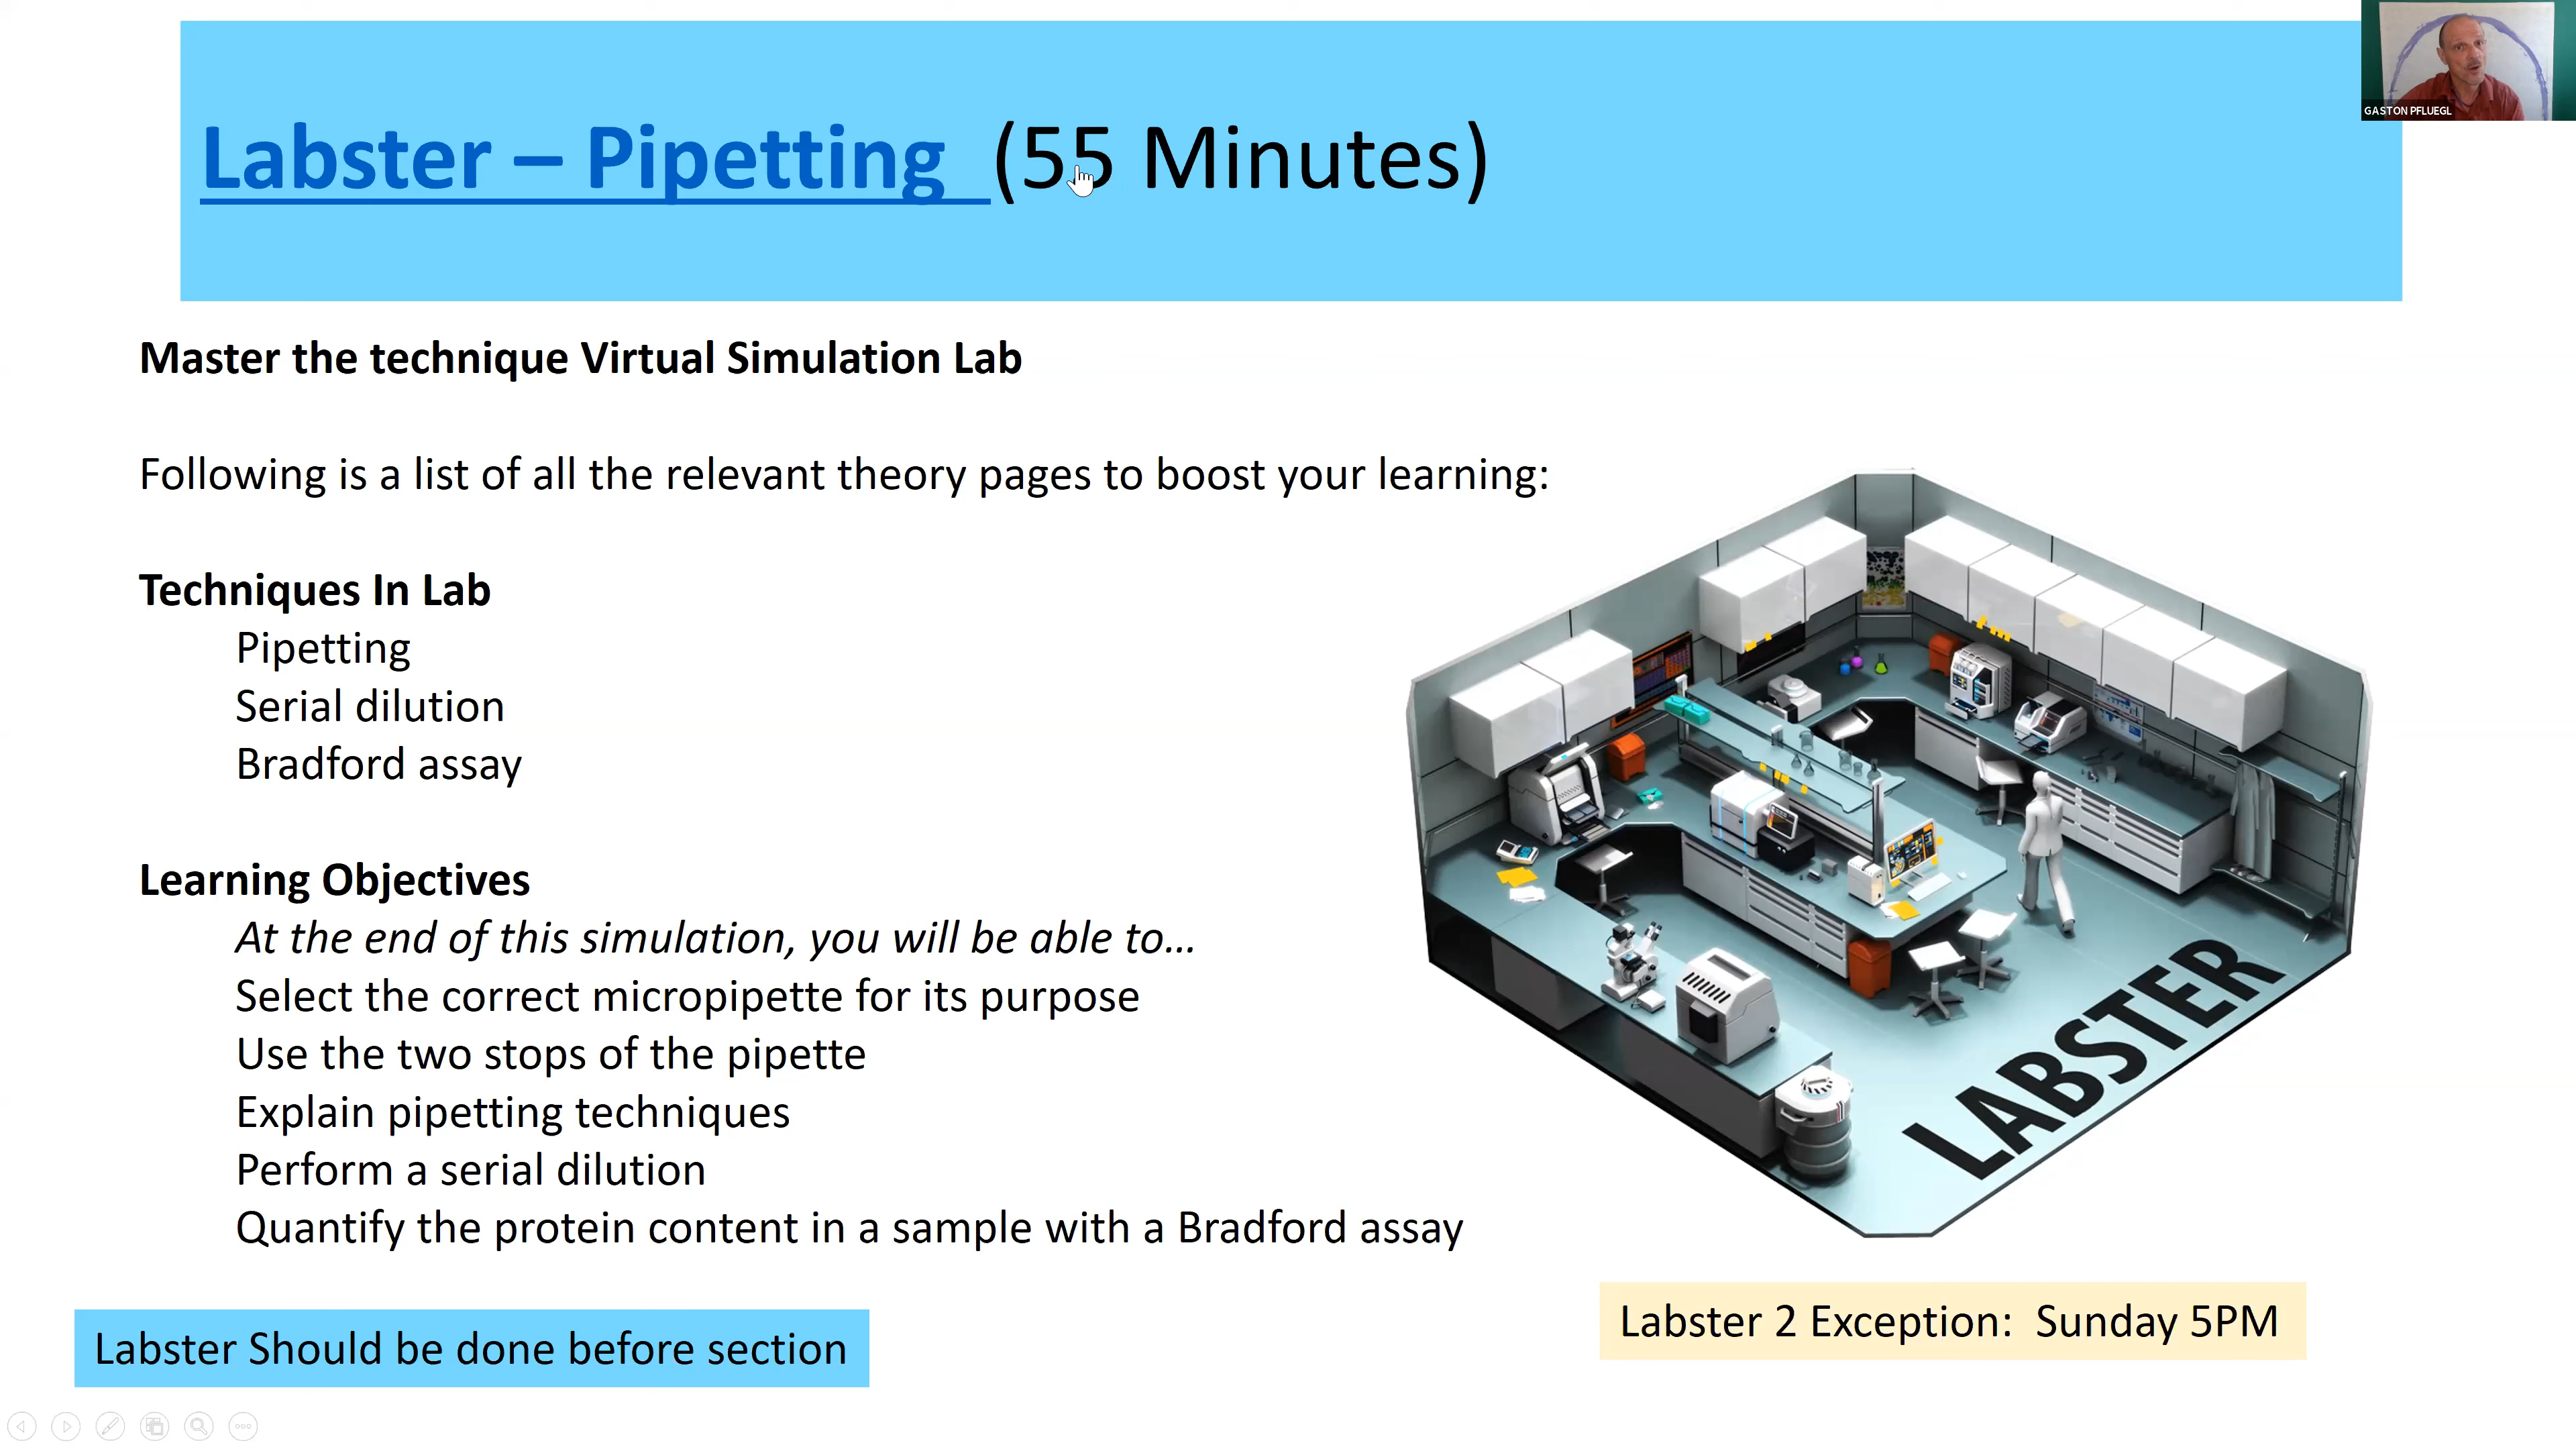 GASTON PFLUEGL
Labster – Pipetting (55 Minutes)
Master the technique Virtual Simulation Lab
Following is a list of all the relevant theory pages to boost your learning:
Techniques In Lab
Pipetting
Serial dilution
Bradford assay
Learning Objectives
At the end of this simulation, you will be able to...
Select the correct micropipette for its purpose
Use the two stops of the pipette
Explain pipetting techniques
Perform a serial dilution
Quantify the protein content in a sample with a Bradford assay
LABSTER
Labster Should be done before section
Labster 2 Exception: Sunday 5PM